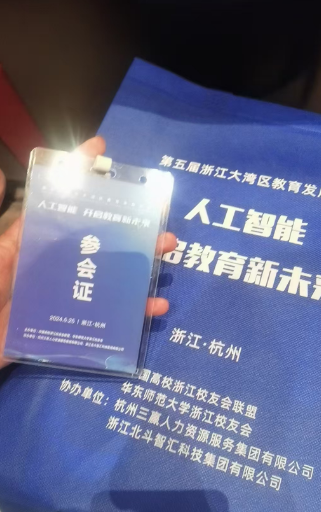 人工智能 开启教育新未来
参会证
2024.5.25 | 浙江·杭州
第五届浙江大湾区教育发
人工智能
启教育新未来
浙江·杭州
国高校浙江校友会联盟
华东师范大学浙江校友会
协办单位：杭州三赢人力资源服务集团有限公司
浙江北斗智汇科技集团有限公司